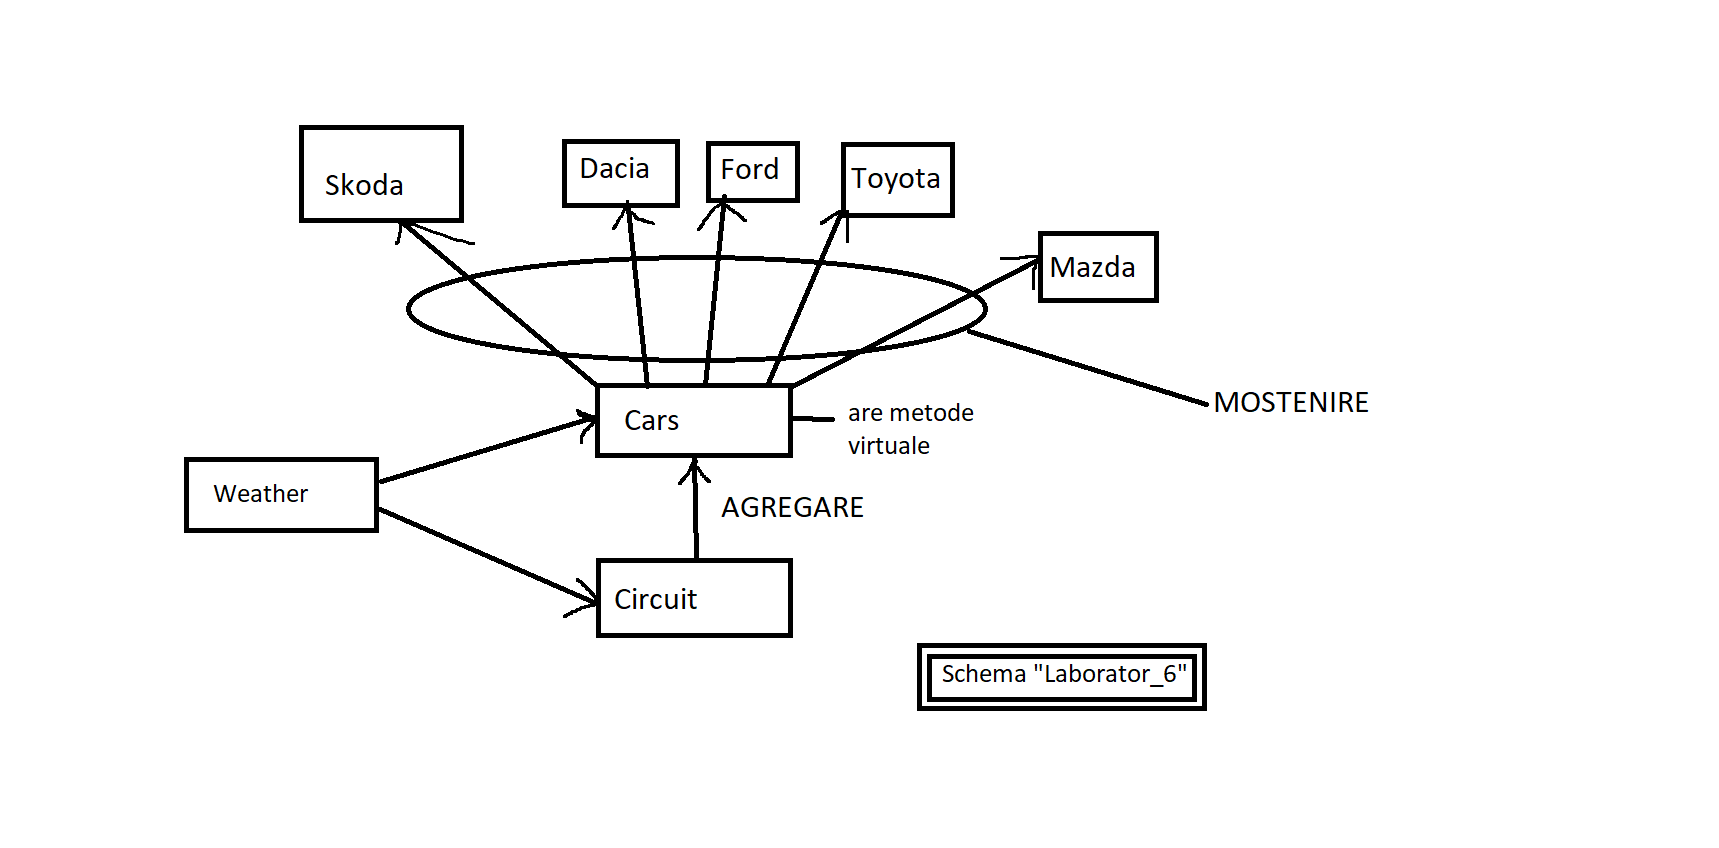 Skoda
Dacia
Ford
Toyota
Mazda
MOSTENIRE
Cars
are metode
virtuale
Weather
AGREGARE
Circuit
Schema "Laborator_6"